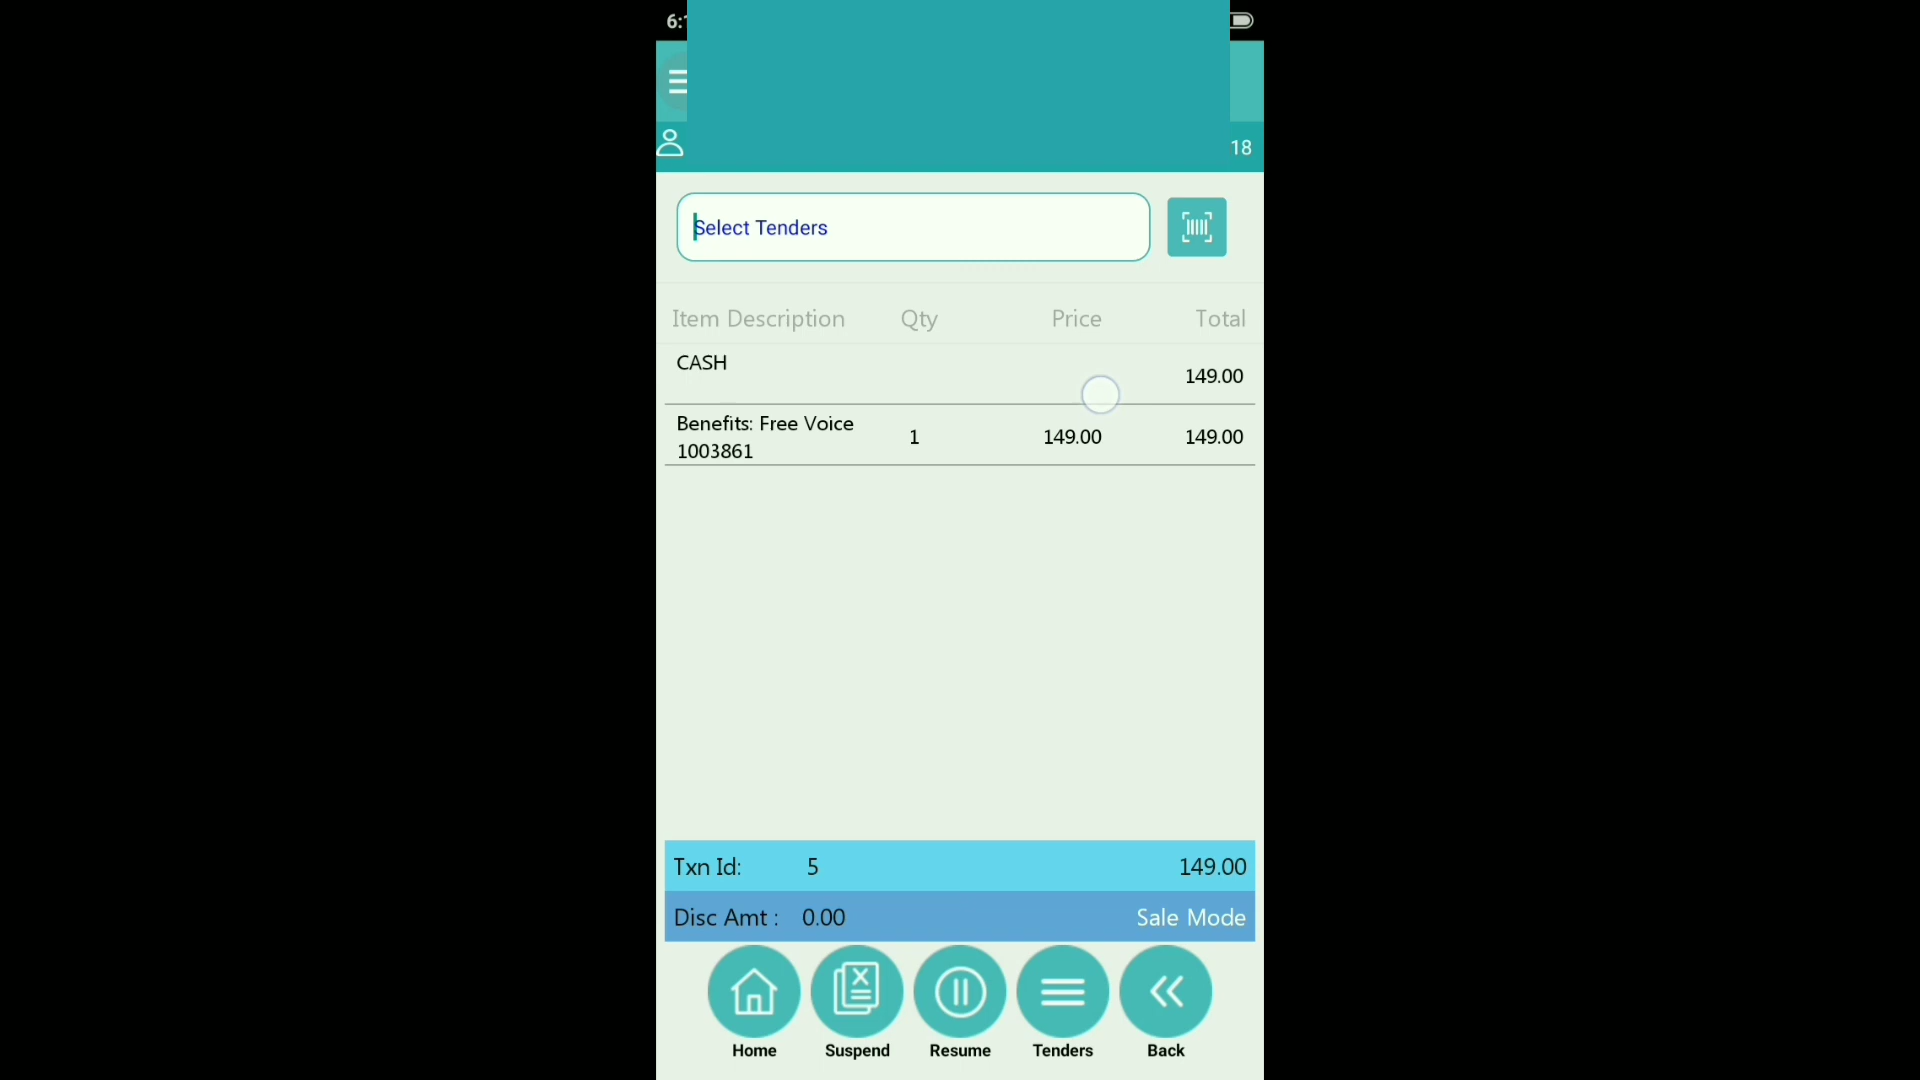 6:
18
Select Tenders
Item Description Qty Price Total
CASH 149.00
Benefits: Free Voice 1 149.00 149.00
1003861
Txn Id: 5 149.00
Disc Amt : 0.00 Sale Mode
Home Suspend Resume Tenders Back